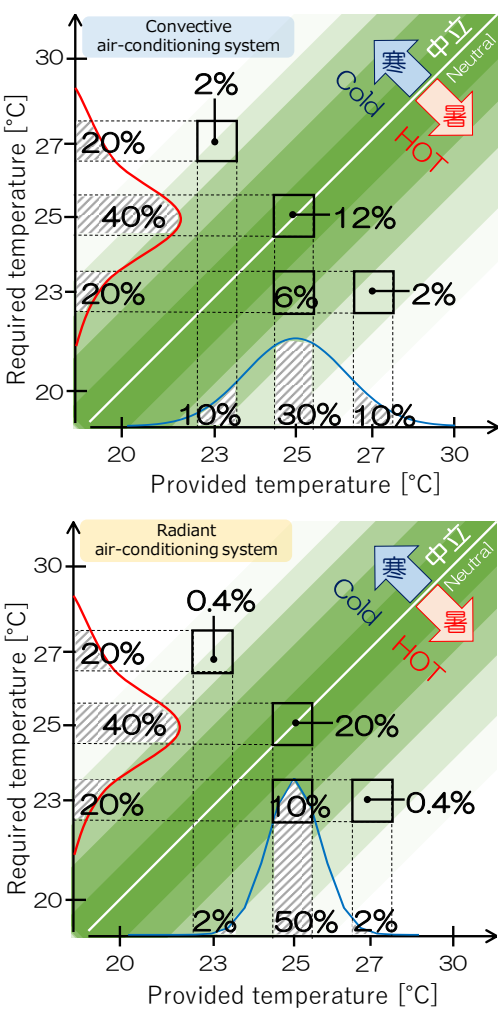 Convective
air-conditioning system
中立
Neutral
寒
Cold
暑
HOT
Required temperature [°C]
30
27
25
23
20
2%
20%
40%
12%
20%
6%
2%
10%
30%
10%
20
23
25
27
30
Provided temperature [°C]
Radiant
air-conditioning system
中立
Neutral
寒
Cold
暑
HOT
Required temperature [°C]
30
27
25
23
20
0.4%
20%
40%
20%
20%
10%
0.4%
2%
50%
2%
20
23
25
27
30
Provided temperature [°C]